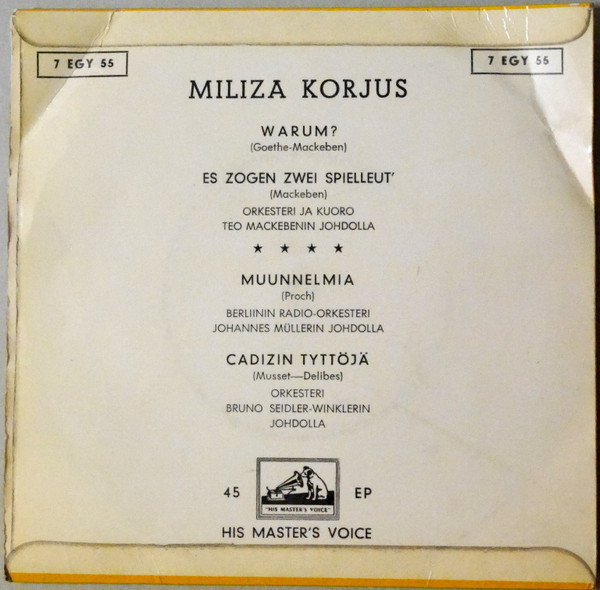 7 EGY 55
7 EGY 55
MILIZA KORJUS
WARUM?
(Goethe-Mackeben)
ES ZOGEN ZWEI SPIELLEUT'
(Mackeben)
ORKESTERI JA KUORO
TEO MACKEBENIN JOHDOLLA
★ ★ ★ ★
MUUNNELMIA
(Proch)
BERLIININ RADIO-ORKESTERI
JOHANNES MÜLLERIN JOHDOLLA
CADIZIN TYTTÖJÄ
(Musset—Delibes)
ORKESTERI
BRUNO SEIDLER-WINKLERIN
JOHDOLLA
45 EP
"HIS MASTER'S VOICE"
HIS MASTER'S VOICE